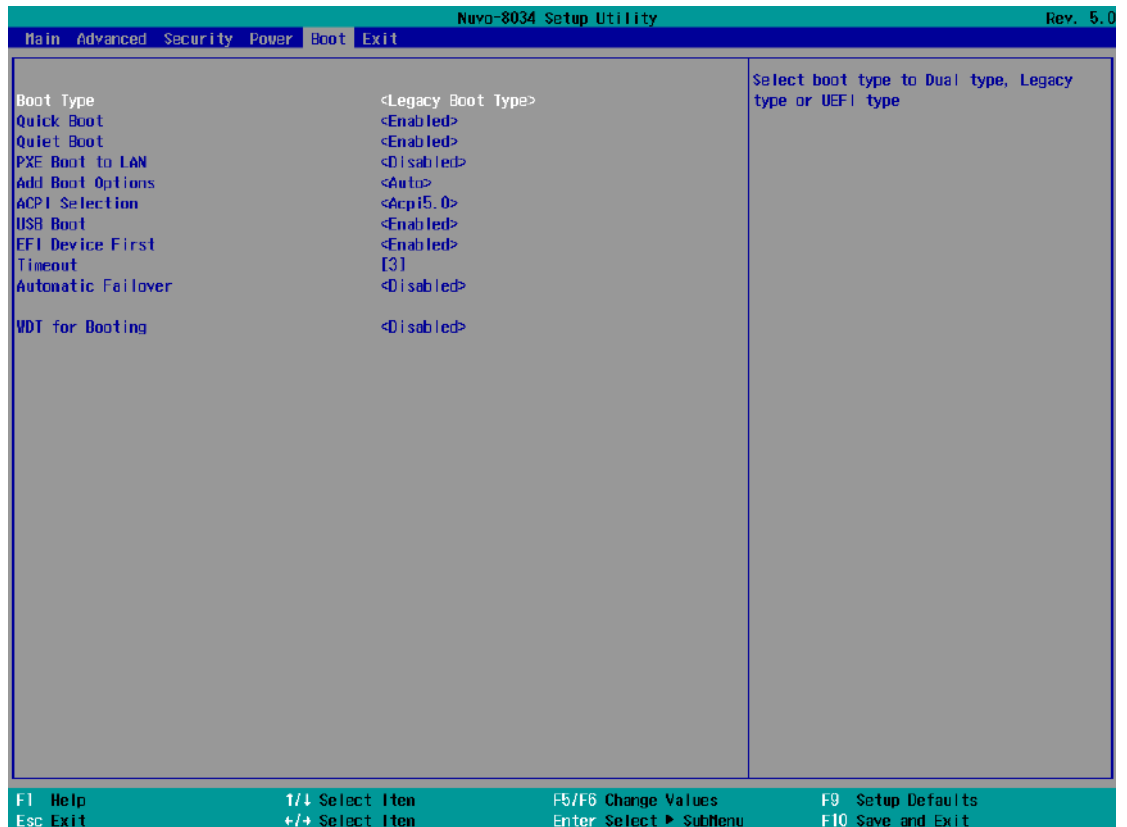 Nuvo-8034 Setup Utility Rev. 5.0
Main Advanced Security Power Boot Exit
Select boot type to Dual type, Legacy
type or UEFI type
Boot Type <Legacy Boot Type>
Quick Boot <Enabled>
Quiet Boot <Enabled>
PXE Boot to LAN <Disabled>
Add Boot Options <Auto>
ACPI Selection <Acpi5.0>
USB Boot <Enabled>
EFI Device First <Enabled>
Timeout [3]
Automatic Failover <Disabled>
WDT for Booting <Disabled>
F1 Help ↑/↓ Select Item F5/F6 Change Values F9 Setup Defaults
Esc Exit ←/→ Select Item Enter Select ▶ SubMenu F10 Save and Exit